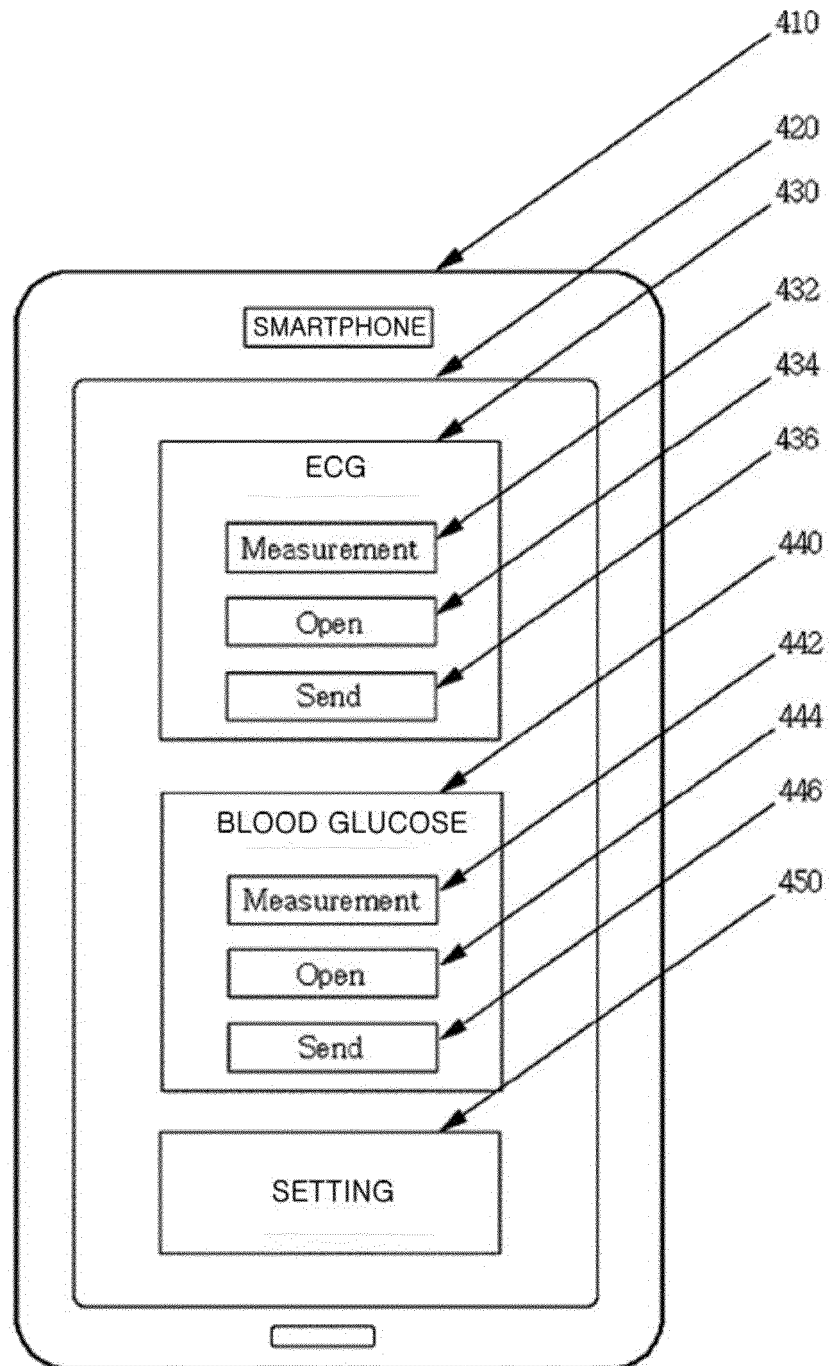 410
420
430
SMARTPHONE
432
434
436
ECG
Measurement
Open
Send
440
442
444
446
BLOOD GLUCOSE
Measurement
Open
Send
450
SETTING